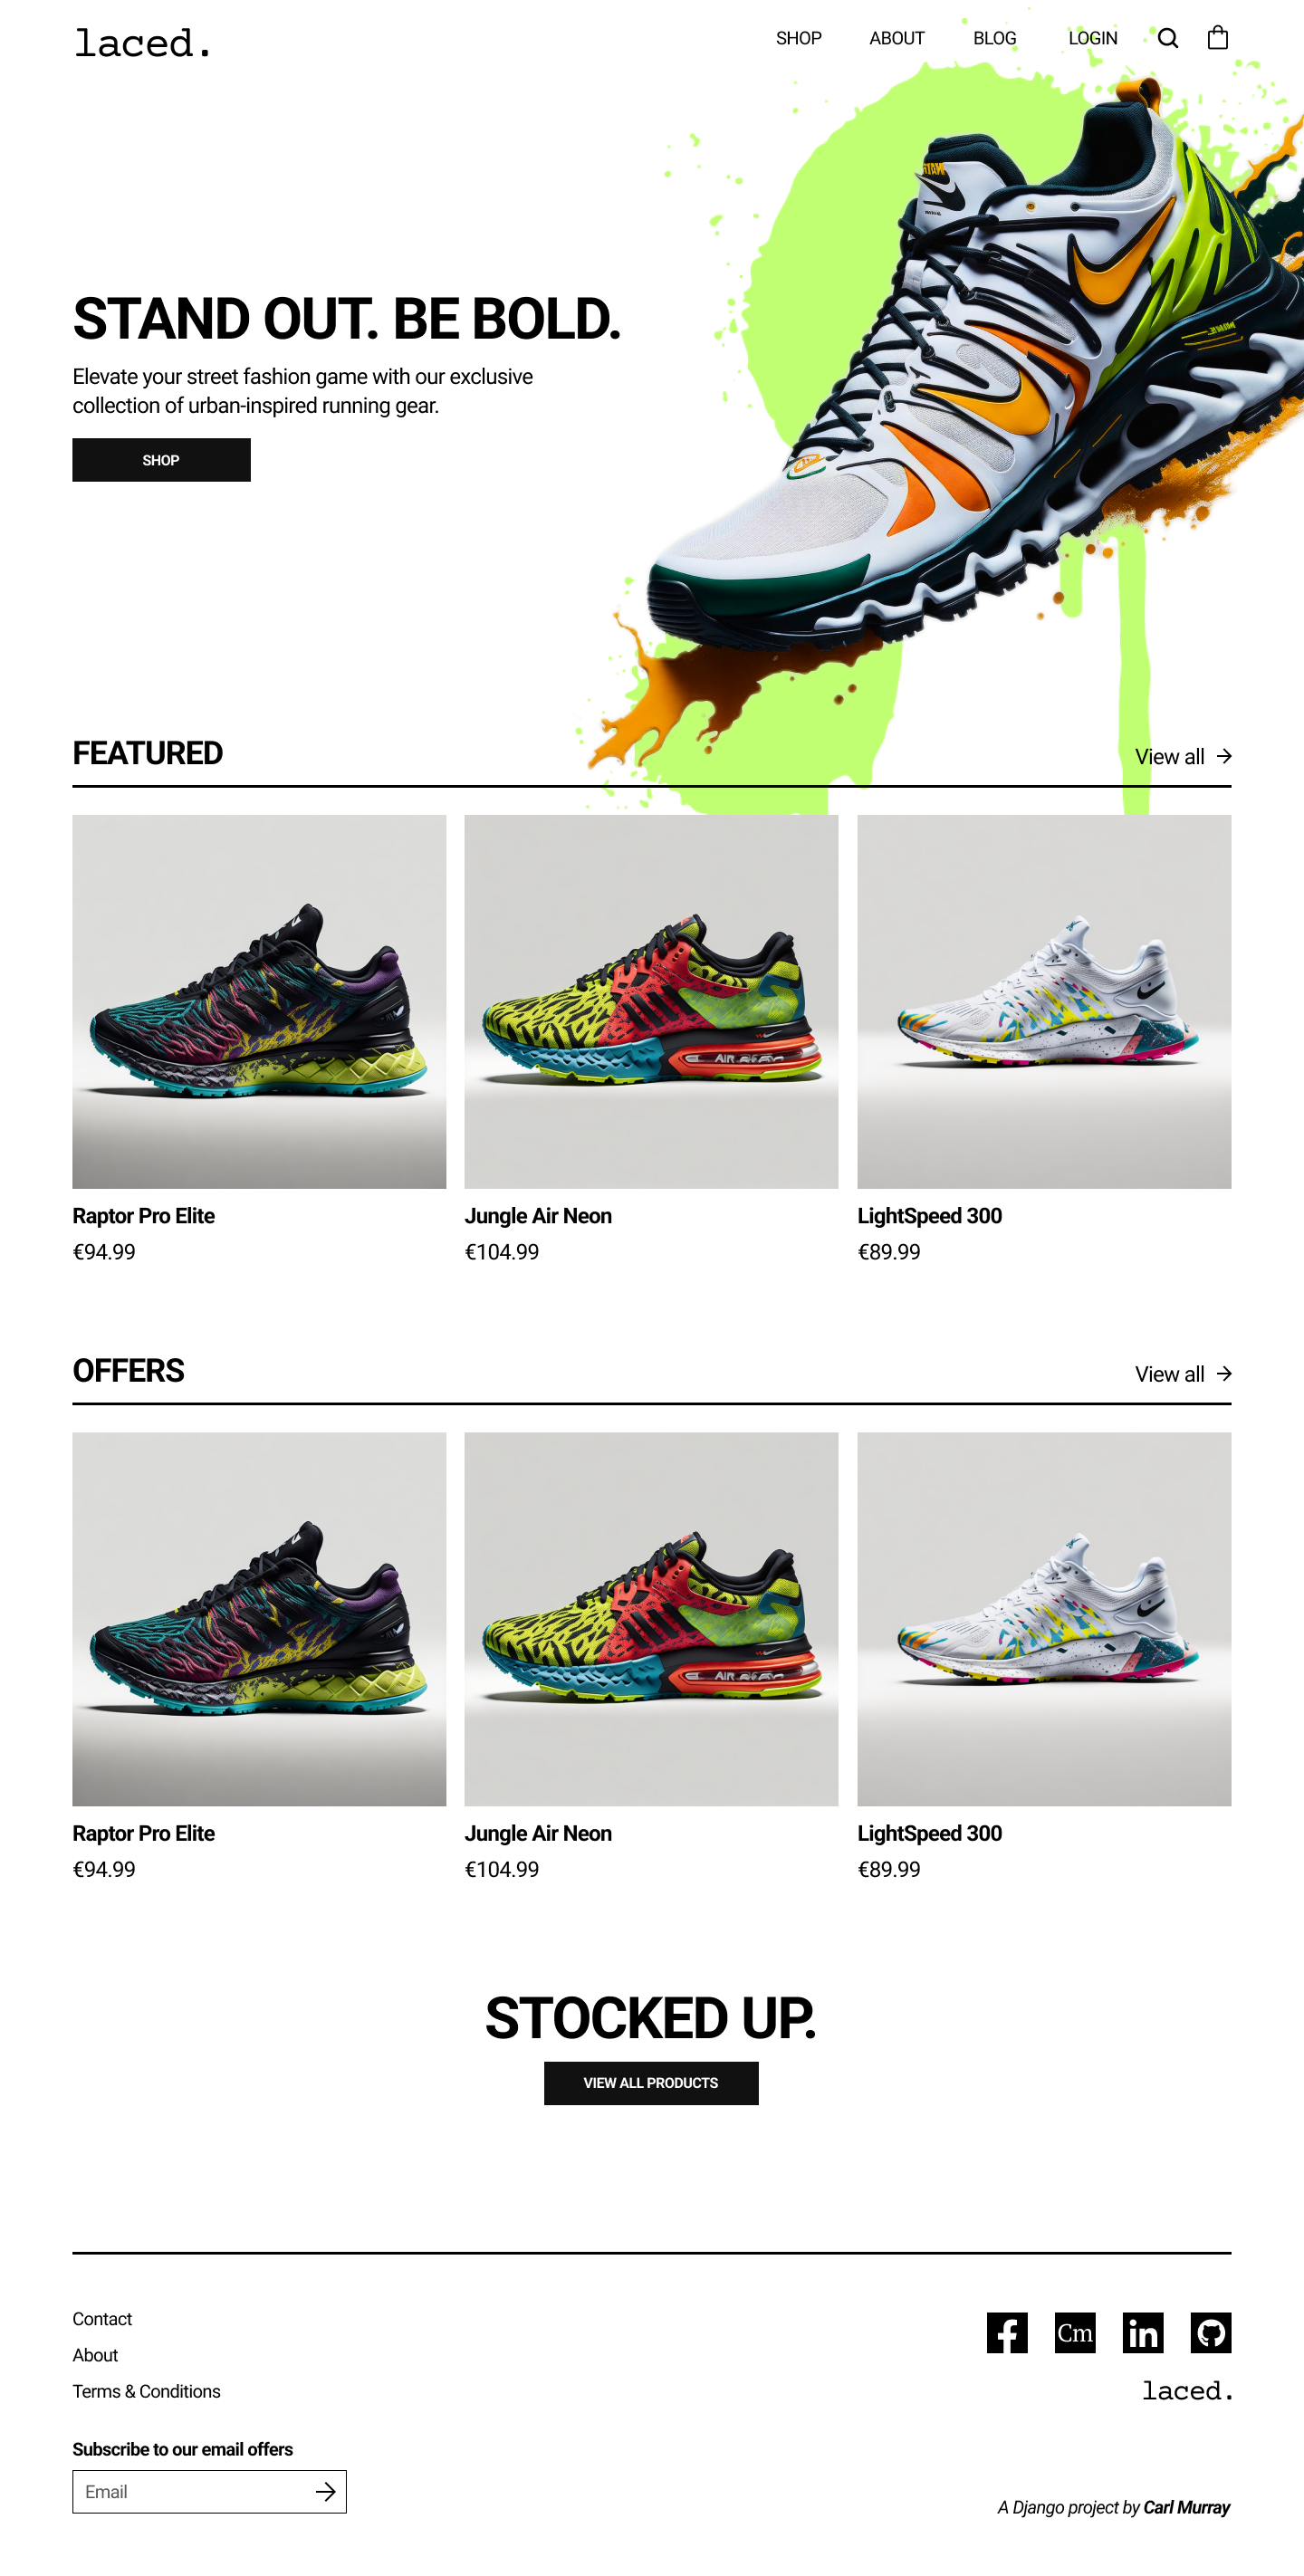 laced.
SHOP ABOUT BLOG LOGIN
STAND OUT. BE BOLD.
Elevate your street fashion game with our exclusive
collection of urban-inspired running gear.
SHOP
FEATURED
View all
Raptor Pro Elite
€94.99
Jungle Air Neon
€104.99
LightSpeed 300
€89.99
OFFERS
View all
Raptor Pro Elite
€94.99
Jungle Air Neon
€104.99
LightSpeed 300
€89.99
STOCKED UP.
VIEW ALL PRODUCTS
Contact
About
Terms & Conditions
Subscribe to our email offers
Email
Cm
in
laced.
A Django project by Carl Murray